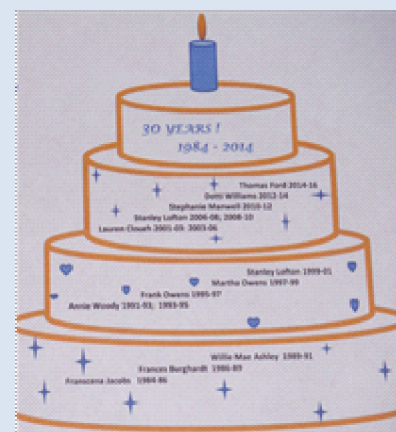 30 YEARS !
1984 - 2014
Thomas Ford 2014-16
Dotti Williams 2012-14
Stephanie Manwell 2010-12
Stanley Lofton 2006-08; 2008-10
Lauren Clouah 2001-03; 2003-06
Stanley Lofton 1999-01
Martha Owens 1997-99
Frank Owens 1995-97
Annie Woody 1991-93; 1993-95
Willie Mae Ashley 1989-91
Frances Burghardt 1986-89
Franscena Jacobs 1984-86